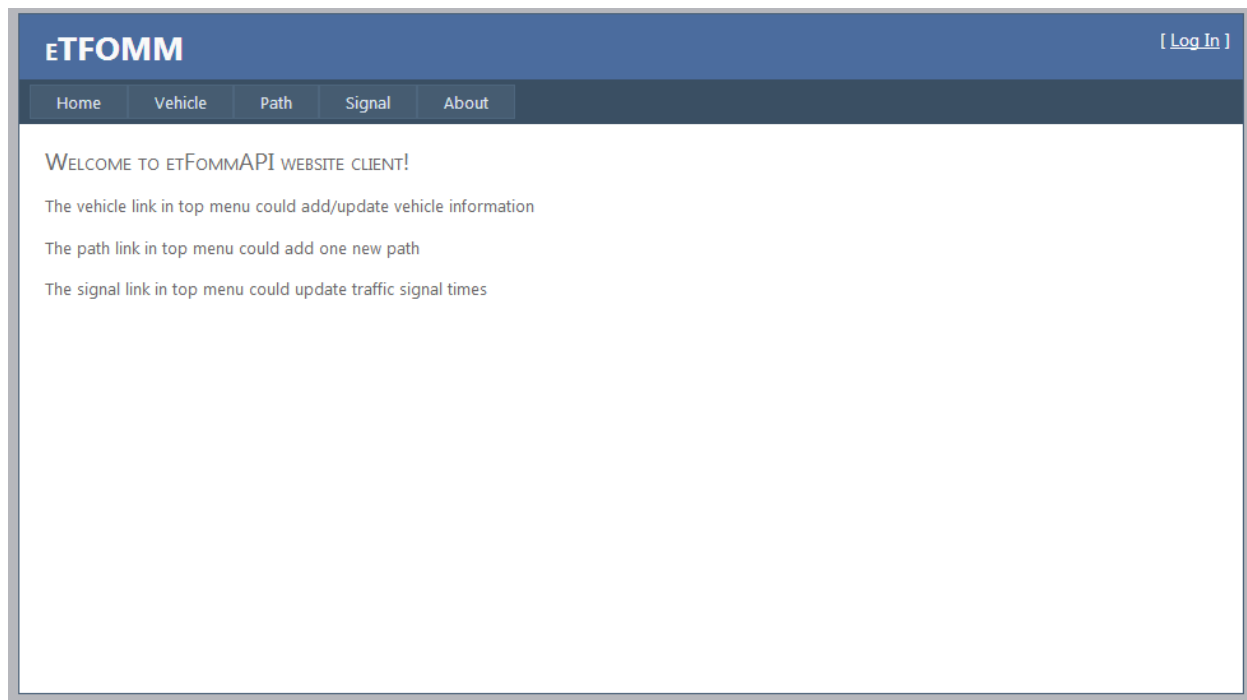 eTFOMM
[ Log In ]
Home Vehicle Path Signal About
Welcome to etFommAPI website client!
The vehicle link in top menu could add/update vehicle information
The path link in top menu could add one new path
The signal link in top menu could update traffic signal times